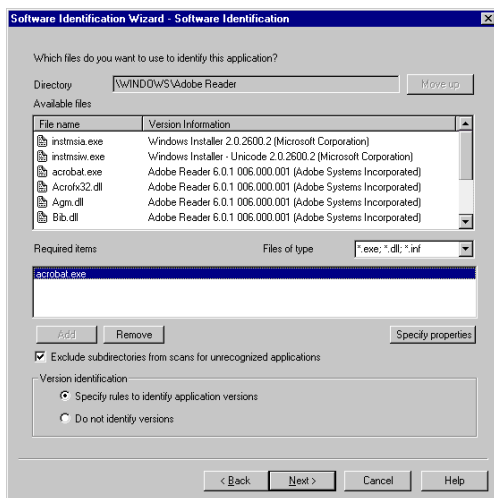 Software Identification Wizard - Software Identification
Which files do you want to use to identify this application?
Directory \WINDOWS\Adobe Reader Move up
Available files
File name Version Information
instmsia.exe Windows Installer 2.0.2600.2 (Microsoft Corporation)
instmsiw.exe Windows Installer - Unicode 2.0.2600.2 (Microsoft Corporation)
acrobat.exe Adobe Reader 6.0.1 006.000.001 (Adobe Systems Incorporated)
Acrofx32.dll Adobe Reader 6.0.1 006.000.001 (Adobe Systems Incorporated)
Agm.dll Adobe Reader 6.0.1 006.000.001 (Adobe Systems Incorporated)
Bib.dll Adobe Reader 6.0.1 006.000.001 (Adobe Systems Incorporated)
Required items Files of type *.exe; *.dll; *.inf
acrobat.exe
Add Remove Specify properties
Exclude subdirectories from scans for unrecognized applications
Version identification
Specify rules to identify application versions
Do not identify versions
< Back Next > Cancel Help